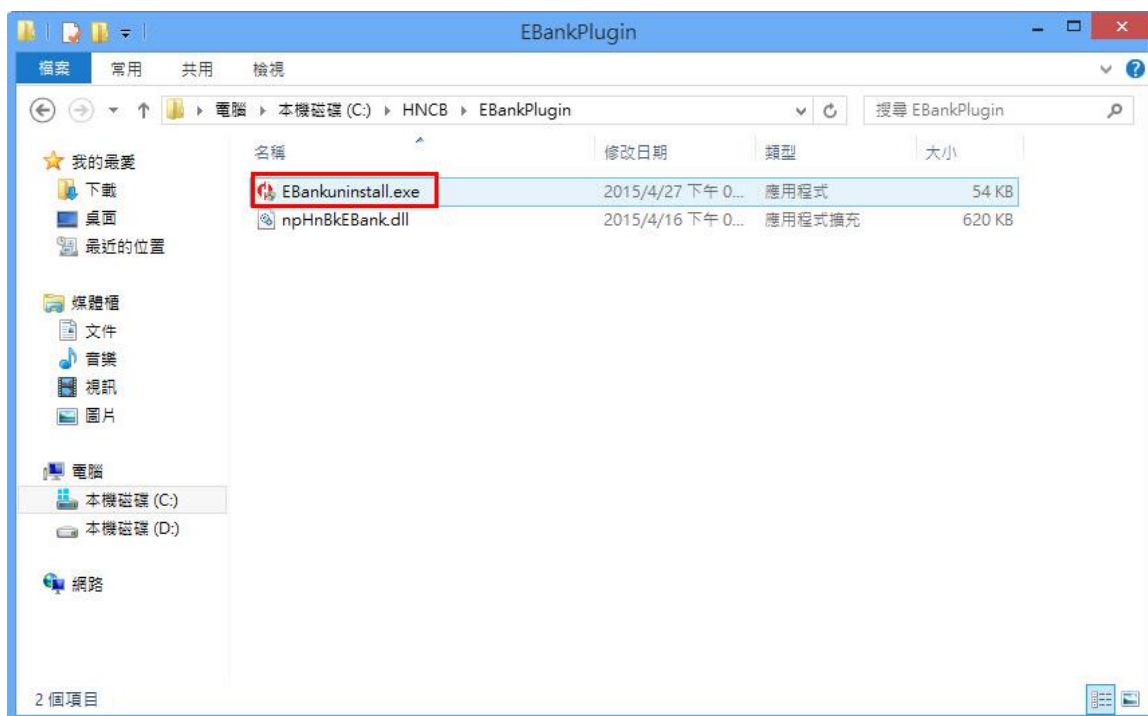 EBankPlugin
檔案 常用 共用 檢視
電腦 本機磁碟 (C:) HNCB EBankPlugin 搜尋 EBankPlugin
名稱 修改日期 類型 大小
EBankuninstall.exe 2015/4/27 下午 0... 應用程式 54 KB
npHnBkEBank.dll 2015/4/16 下午 0... 應用程式擴充 620 KB
我的最愛
下載
桌面
最近的位置
媒體櫃
文件
音樂
視訊
圖片
電腦
本機磁碟 (C:)
本機磁碟 (D:)
網路
2 個項目